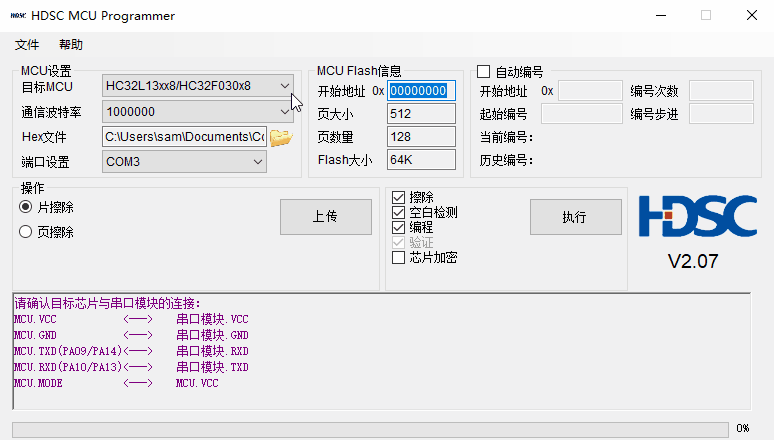 HDSC HDSC MCU Programmer
文件 帮助
MCU设置
目标MCU HC32L13xx8/HC32F030x8
通信波特率 1000000
Hex文件 C:\Users\sam\Documents\Co
端口设置 COM3
MCU Flash信息
开始地址 0x 00000000
页大小 512
页数量 128
Flash大小 64K
自动编号
开始地址 0x 编号次数
起始编号 编号步进
当前编号：
历史编号：
操作
片擦除
页擦除
上传
擦除
空白检测
编程
验证
芯片加密
执行
HDSC
V2.07
请确认目标芯片与串口模块的连接：
MCU.VCC <---> 串口模块.VCC
MCU.GND <---> 串口模块.GND
MCU.TXD(PA09/PA14)<---> 串口模块.RXD
MCU.RXD(PA10/PA13)<---> 串口模块.TXD
MCU.MODE <---> MCU.VCC
0%